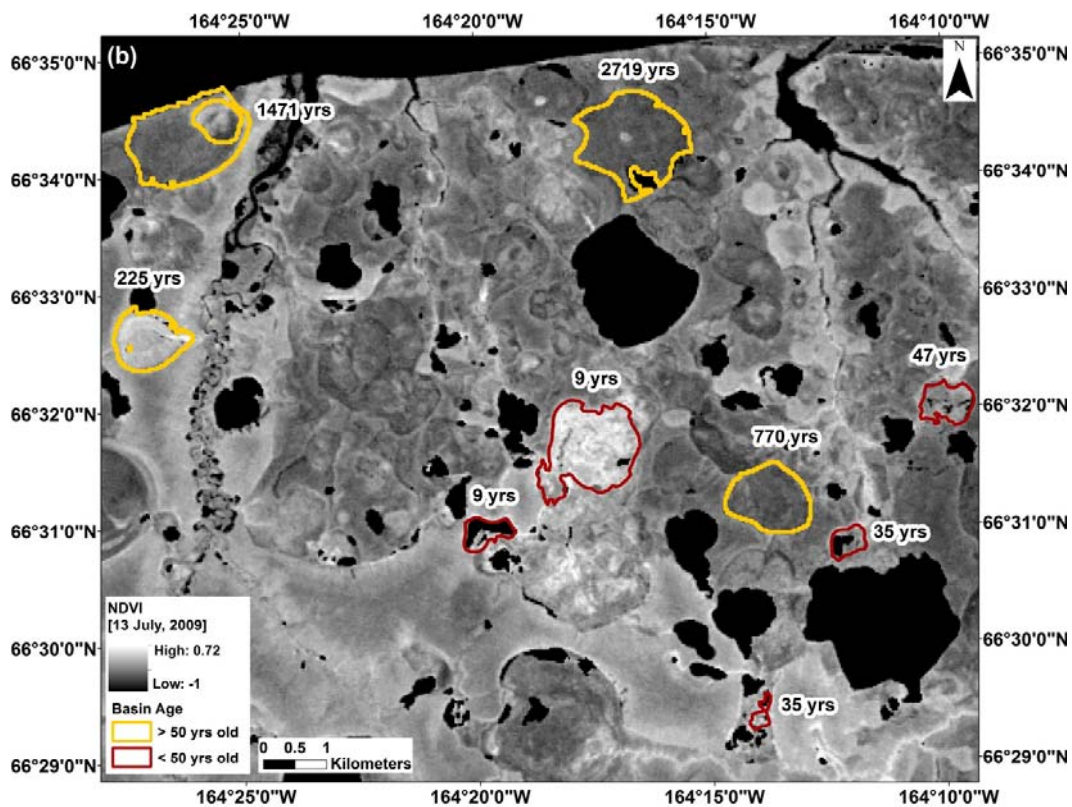 164°25'0"W 164°20'0"W 164°15'0"W 164°10'0"W
(b)
N
66°35'0"N
66°35'0"N
2719 yrs
1471 yrs
66°34'0"N
66°34'0"N
225 yrs
66°33'0"N
66°33'0"N
47 yrs
9 yrs
66°32'0"N
66°32'0"N
770 yrs
9 yrs
66°31'0"N
66°31'0"N
35 yrs
NDVI
[13 July, 2009]
High: 0.72
Low: -1
66°30'0"N
66°30'0"N
35 yrs
Basin Age
> 50 yrs old
< 50 yrs old
0 0.5 1
Kilometers
66°29'0"N
66°29'0"N
164°25'0"W 164°20'0"W 164°15'0"W 164°10'0"W